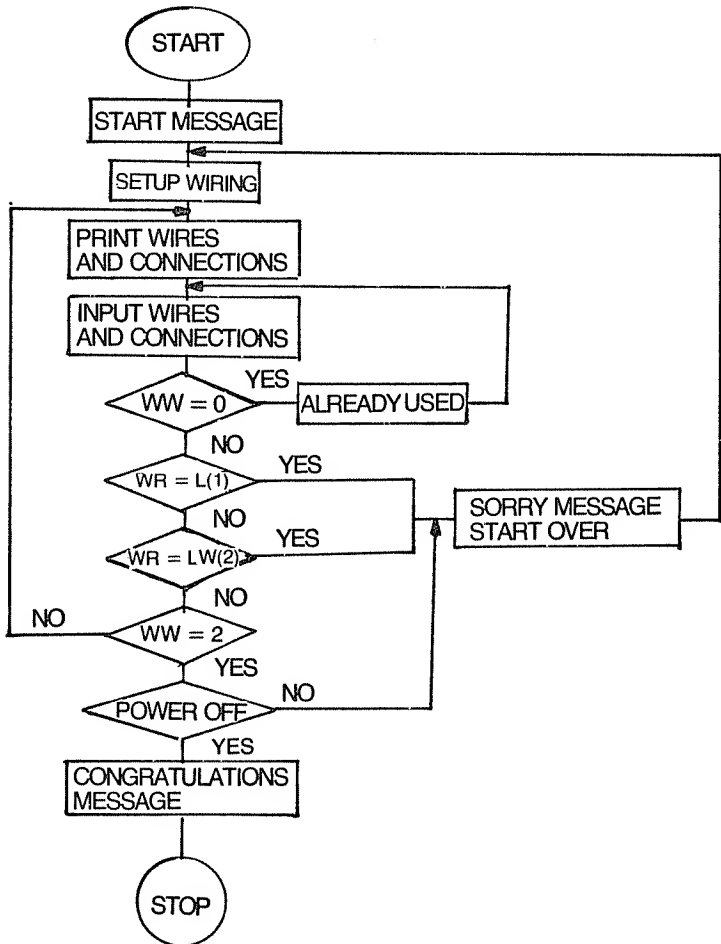 START
START MESSAGE
SETUP WIRING
PRINT WIRES
AND CONNECTIONS
INPUT WIRES
AND CONNECTIONS
YES
WW = 0
ALREADY USED
NO
YES
WR = L(1)
NO
YES
SORRY MESSAGE
START OVER
WR = LW(2)
NO
NO
WW = 2
YES
NO
POWER OFF
YES
CONGRATULATIONS
MESSAGE
STOP